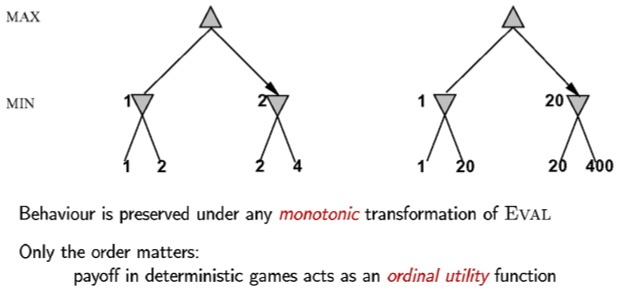 MAX
MIN
1 2 1 20
1 2 2 4 1 20 20 400
Behaviour is preserved under any monotonic transformation of EVAL
Only the order matters:
payoff in deterministic games acts as an ordinal utility function